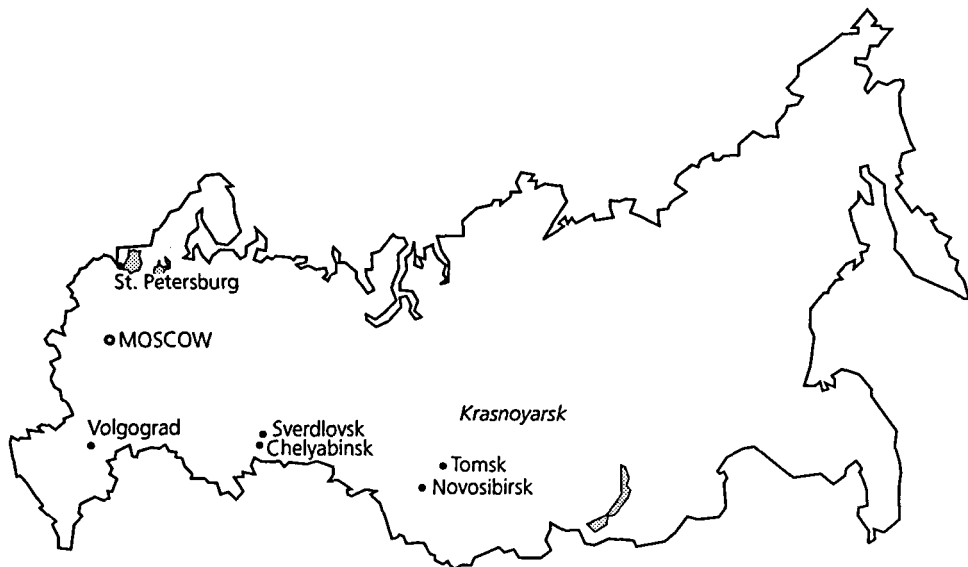 St. Petersburg
MOSCOW
Krasnoyarsk
Volgograd
Sverdlovsk
Chelyabinsk
Tomsk
Novosibirsk